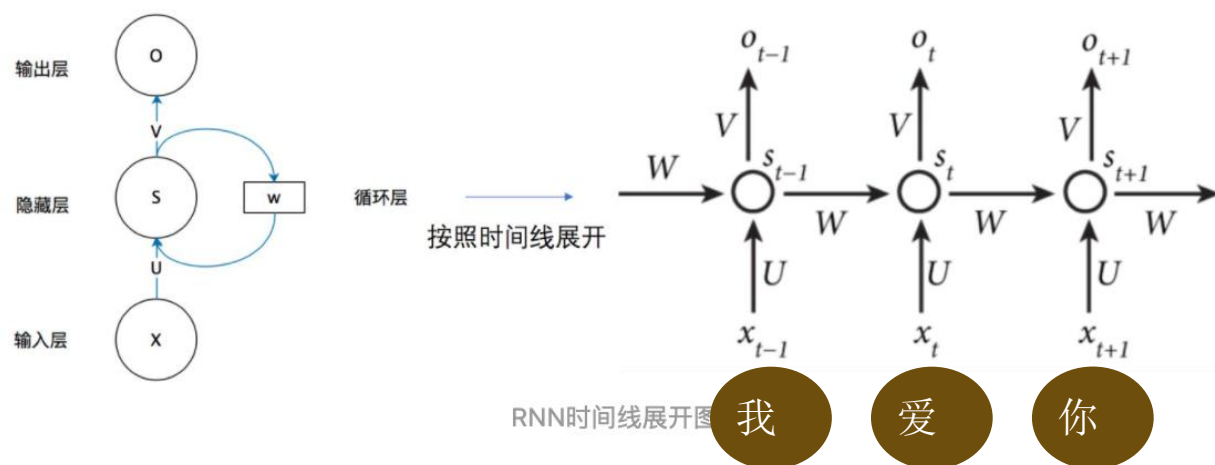 输出层
O
V
隐藏层
S
w
循环层
U
输入层
X
按照时间线展开
o_{t-1} o_t o_{t+1}
V V V
W s_{t-1} s_t s_{t+1}
W W W
U U U
x_{t-1} x_t x_{t+1}
RNN时间线展开图
我 爱 你